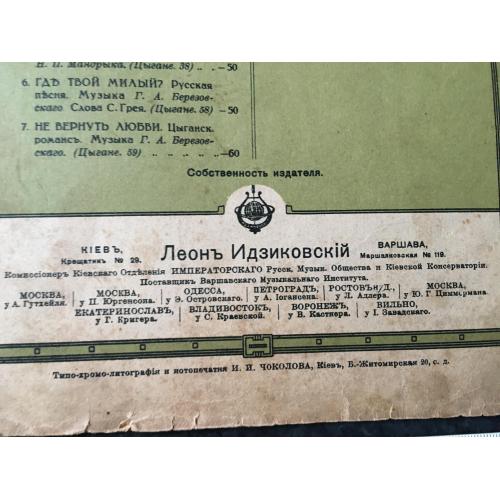 Н. П. Мандрыка. (Цыгане. 38) . . —50
6. ГДѢ ТВОЙ МИЛЫЙ? Русская
пѣсня. Музыка Г. А. Березов-
скаго. Слова С. Грея. (Цыгане. 58) —50
7. НЕ ВЕРНУТЬ ЛЮБВИ. Цыганск.
романсъ. Музыка Г. А. Березов-
скаго. (Цыгане. 59) . . . . . . —60
Собственность издателя.
КІЕВЪ,
Крещатик № 29.
Леонъ Идзиковскій
ВАРШАВА,
Маршалковская № 119.
Комиссіонеръ Кіевскаго Отдѣленія ИМПЕРАТОРСКАГО Русск. Музык. Общества и Кіевской Консерваторіи.
Поставщикъ Варшавскаго Музыкальнаго Института.
МОСКВА, у А. Гутхейля.
МОСКВА, у П. Юргенсона.
ОДЕССА, у Э. Островскаго.
ПЕТРОГРАДЪ, у А. Іогансена.
РОСТОВЪ н/Д., у Л. Адлера.
МОСКВА, у Ю. Г. Циммермана.
ЕКАТЕРИНОСЛАВЪ, у Г. Кригера.
ВЛАДИВОСТОКЪ, у С. Краевской.
ВОРОНЕЖЪ, у В. Кастнера.
ВИЛЬНО, у І. Завадскаго.
Типо-хромо-литографія и нотопечатня И. И. ЧОКОЛОВА, Кіевъ, Б.-Житомирская 20, с. д.